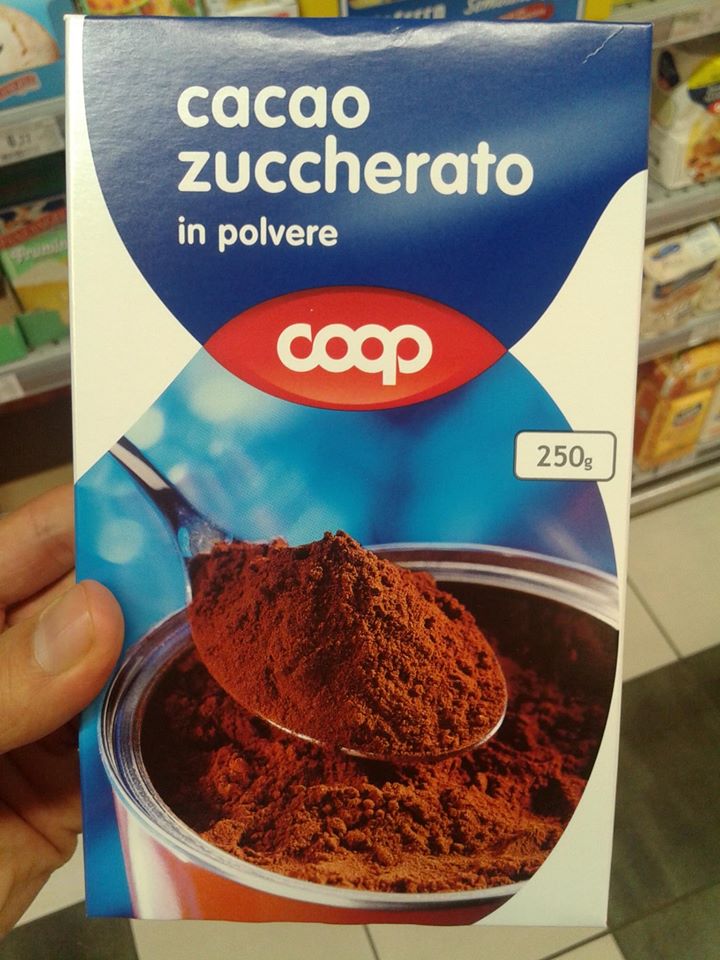 cacao
zuccherato
in polvere
coop
250g